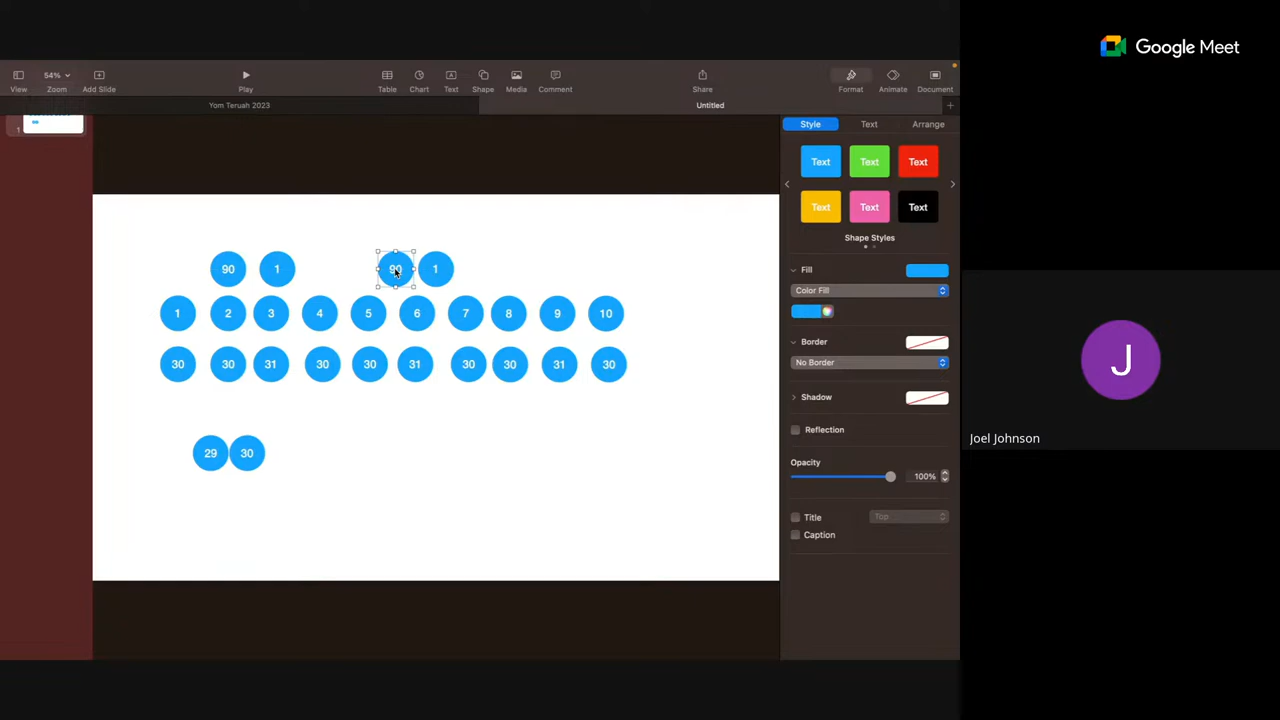 Google Meet
54%
View
Zoom
Add Slide
Play
Table
Chart
Text
Shape
Media
Comment
Share
Format
Animate
Document
Yom Teruah 2023
Untitled
1
Style
Text
Arrange
Text
Text
Text
Text
Text
Text
Shape Styles
90 1 90 1
1 2 3 4 5 6 7 8 9 10
30 30 31 30 30 31 30 30 31 30
29 30
Fill
Color Fill
Border
No Border
Shadow
Reflection
Opacity
100%
Title
Top
Caption
J
Joel Johnson